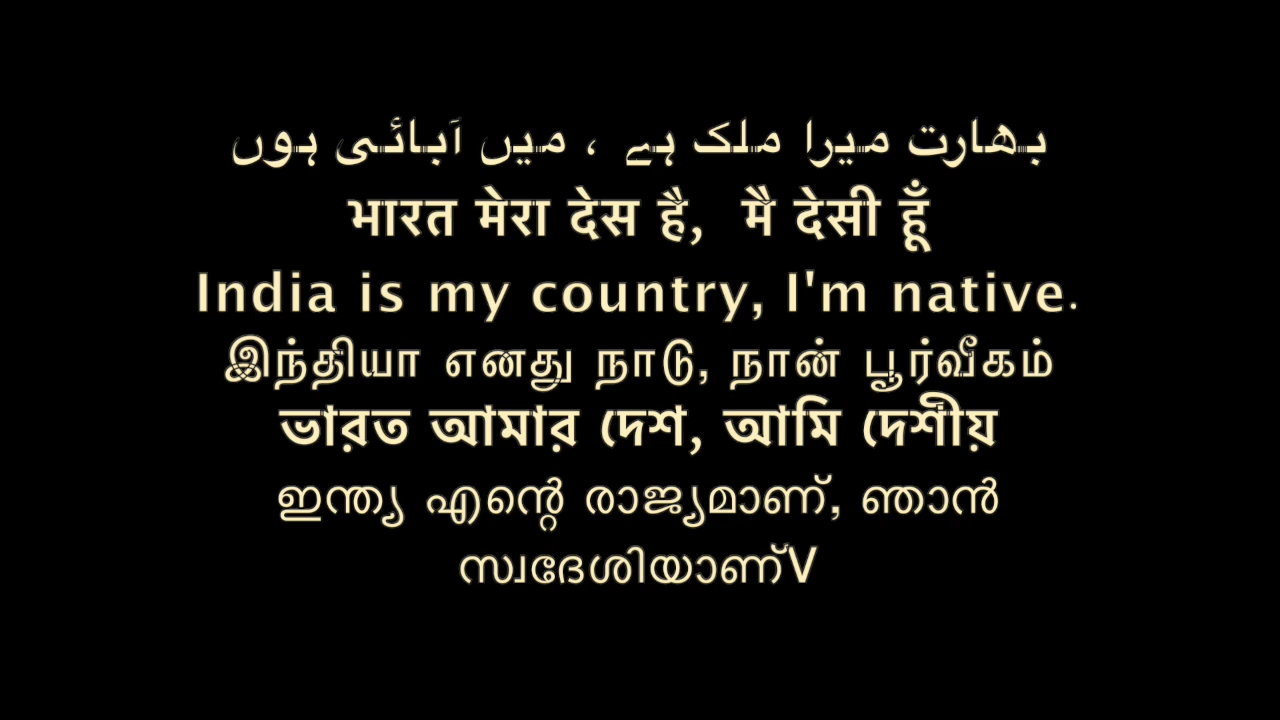 بھارت میرا ملک ہے ، میں آبائی ہوں
भारत मेरा देस है, मै देसी हूँ
India is my country, I'm native.
இந்தியா எனது நாடு, நான் பூர்வீகம்
ভারত আমার দেশ, আমি দেশীয়
ഇന്ത്യ എന്റെ രാജ്യമാണ്, ഞാൻ
സ്വദേശിയാണ്V